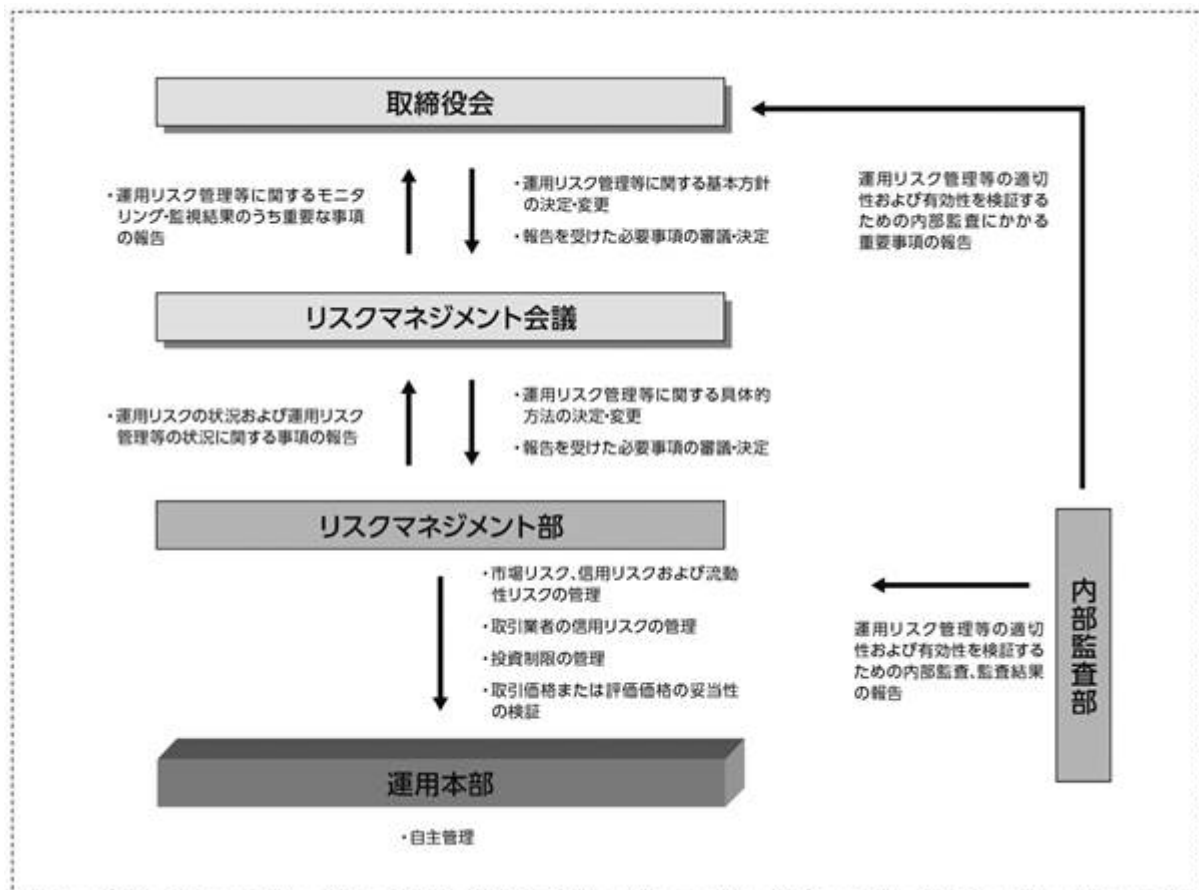 取締役会
・運用リスク管理等に関するモニタ
リング・監視結果のうち重要な事項
の報告
・運用リスク管理等に関する基本方針
の決定・変更
・報告を受けた必要事項の審議・決定
運用リスク管理等の適切
性および有効性を検証する
ための内部監査にかかる
重要事項の報告
リスクマネジメント会議
・運用リスクの状況および運用リスク
管理等の状況に関する事項の報告
・運用リスク管理等に関する具体的
方法の決定・変更
・報告を受けた必要事項の審議・決定
リスクマネジメント部
・市場リスク、信用リスクおよび流動
性リスクの管理
・取引業者の信用リスクの管理
・投資制限の管理
・取引価格または評価価格の妥当性
の検証
運用リスク管理等の適切
性および有効性を検証する
ための内部監査、監査結果
の報告
内部監査部
運用本部
・自主管理